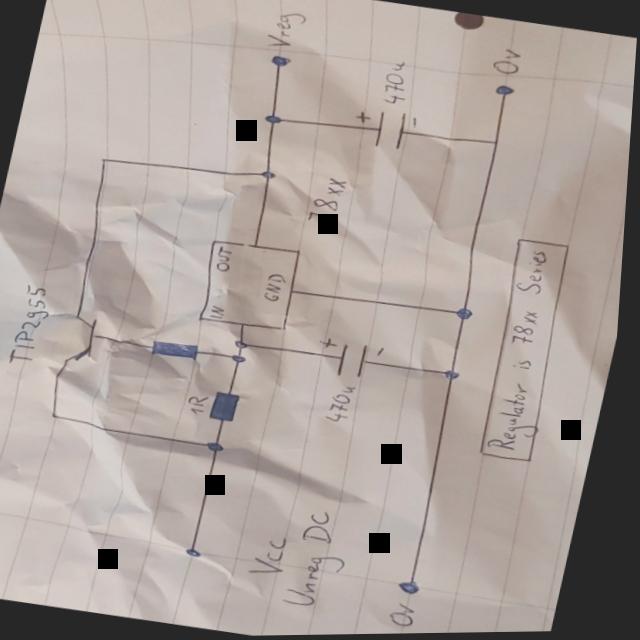 TIP2955
1R
IN
OUT
GND
78xx
+
470u
-
+
470u
-
Vreg
0v
Vcc
Unreg DC
0v
Regulator is 78xx Series